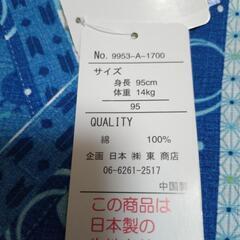 No. 9953-A-1700
サイズ
身長 95cm
体重 14kg
95
QUALITY
綿 100%
企画 日本 ㈱ 東 商店
06-6261-2517
中国製
この商品は
日本製の